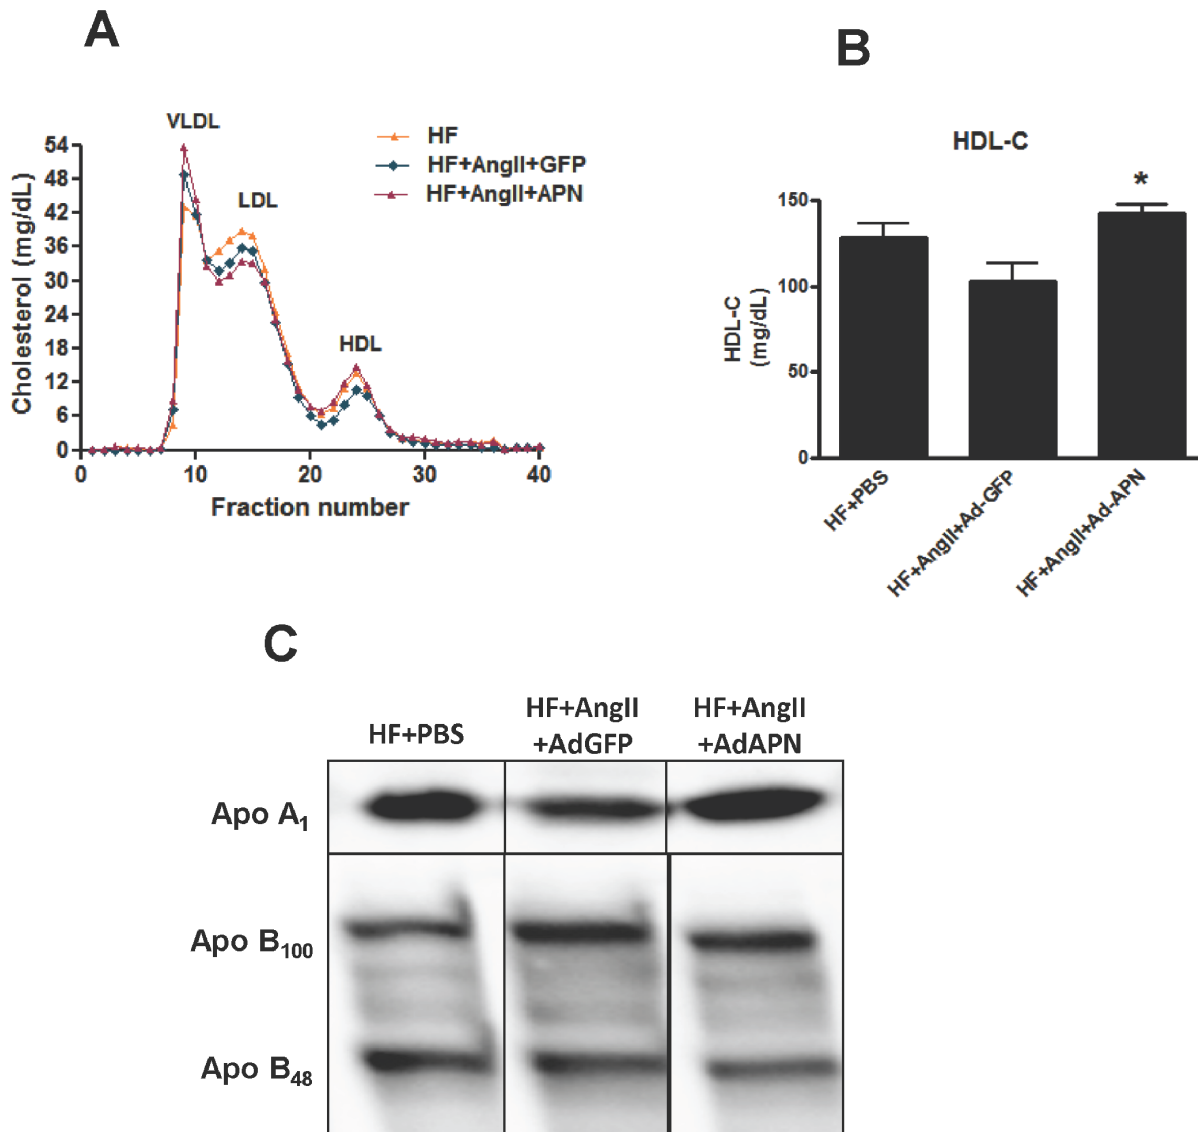 A
VLDL
LDL
HDL
HF
HF+AngII+GFP
HF+AngII+APN
54
48
42
36
30
24
18
12
6
0
Cholesterol (mg/dL)
0 10 20 30 40
Fraction number
B
HDL-C
*
150
100
50
0
HDL-C
(mg/dL)
HF+PBS
HF+AngII+Ad-GFP
HF+AngII+Ad-APN
C
HF+PBS
HF+AngII
+AdGFP
HF+AngII
+AdAPN
Apo A1
Apo B100
Apo B48